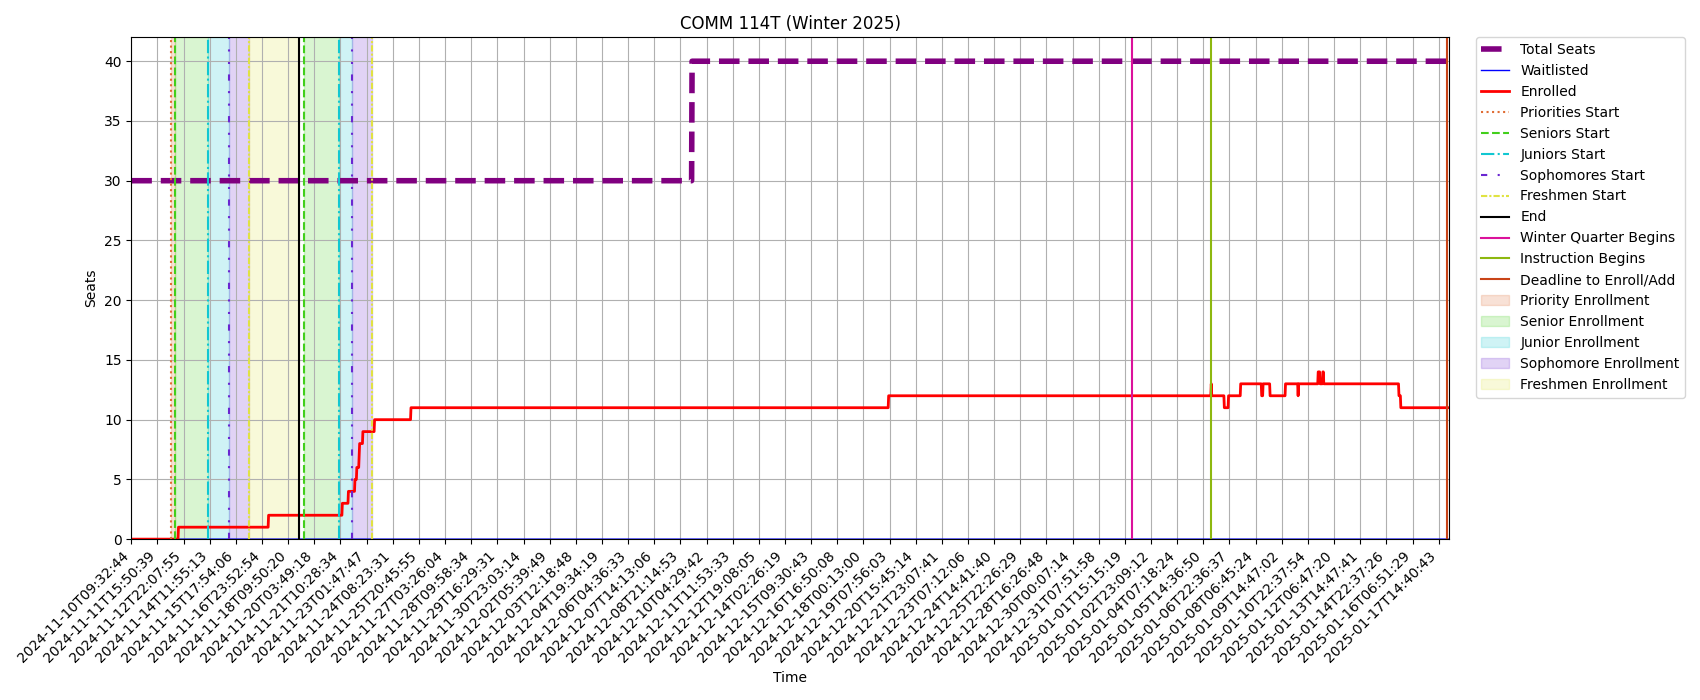 COMM 114T (Winter 2025)
Seats
40
35
30
25
20
15
10
5
0
2024-11-10T09:32:44
2024-11-11T15:50:39
2024-11-12T22:07:55
2024-11-14T11:55:13
2024-11-15T17:54:06
2024-11-16T23:52:54
2024-11-18T09:50:20
2024-11-20T03:49:18
2024-11-21T10:28:34
2024-11-23T01:47:47
2024-11-24T08:23:31
2024-11-25T20:45:55
2024-11-27T03:26:04
2024-11-28T09:58:34
2024-11-29T16:29:31
2024-11-30T23:03:14
2024-12-02T05:39:49
2024-12-03T12:18:48
2024-12-04T19:34:19
2024-12-06T04:36:33
2024-12-07T14:13:06
2024-12-08T21:14:53
2024-12-10T04:29:42
2024-12-11T11:53:33
2024-12-12T19:08:05
2024-12-14T02:26:19
2024-12-15T09:30:43
2024-12-16T16:50:08
2024-12-18T00:13:00
2024-12-19T07:56:03
2024-12-20T15:45:14
2024-12-21T23:07:41
2024-12-23T07:12:06
2024-12-24T14:41:40
2024-12-25T22:26:29
2024-12-28T16:26:48
2024-12-30T00:07:14
2024-12-31T07:51:58
2025-01-01T15:15:19
2025-01-02T23:09:12
2025-01-04T07:18:24
2025-01-05T14:36:50
2025-01-06T22:36:37
2025-01-08T06:45:24
2025-01-09T14:47:02
2025-01-10T22:37:54
2025-01-12T06:47:20
2025-01-13T14:47:41
2025-01-14T22:37:26
2025-01-16T06:51:29
2025-01-17T14:40:43
Time
Total Seats
Waitlisted
Enrolled
Priorities Start
Seniors Start
Juniors Start
Sophomores Start
Freshmen Start
End
Winter Quarter Begins
Instruction Begins
Deadline to Enroll/Add
Priority Enrollment
Senior Enrollment
Junior Enrollment
Sophomore Enrollment
Freshmen Enrollment